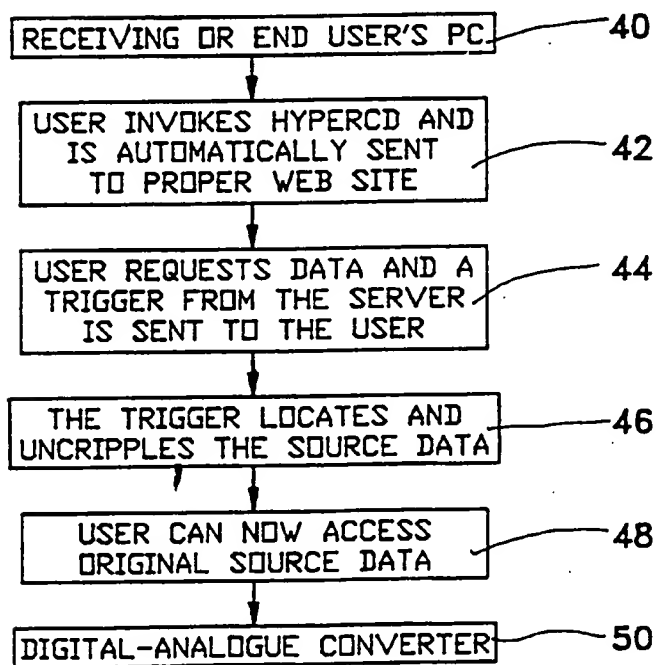 RECEIVING OR END USER'S PC 40
USER INVOKES HYPERCD AND
IS AUTOMATICALLY SENT 42
TO PROPER WEB SITE
USER REQUESTS DATA AND A
TRIGGER FROM THE SERVER 44
IS SENT TO THE USER
THE TRIGGER LOCATES AND 46
UNCRIPPLES THE SOURCE DATA
USER CAN NOW ACCESS 48
ORIGINAL SOURCE DATA
DIGITAL-ANALOGUE CONVERTER 50